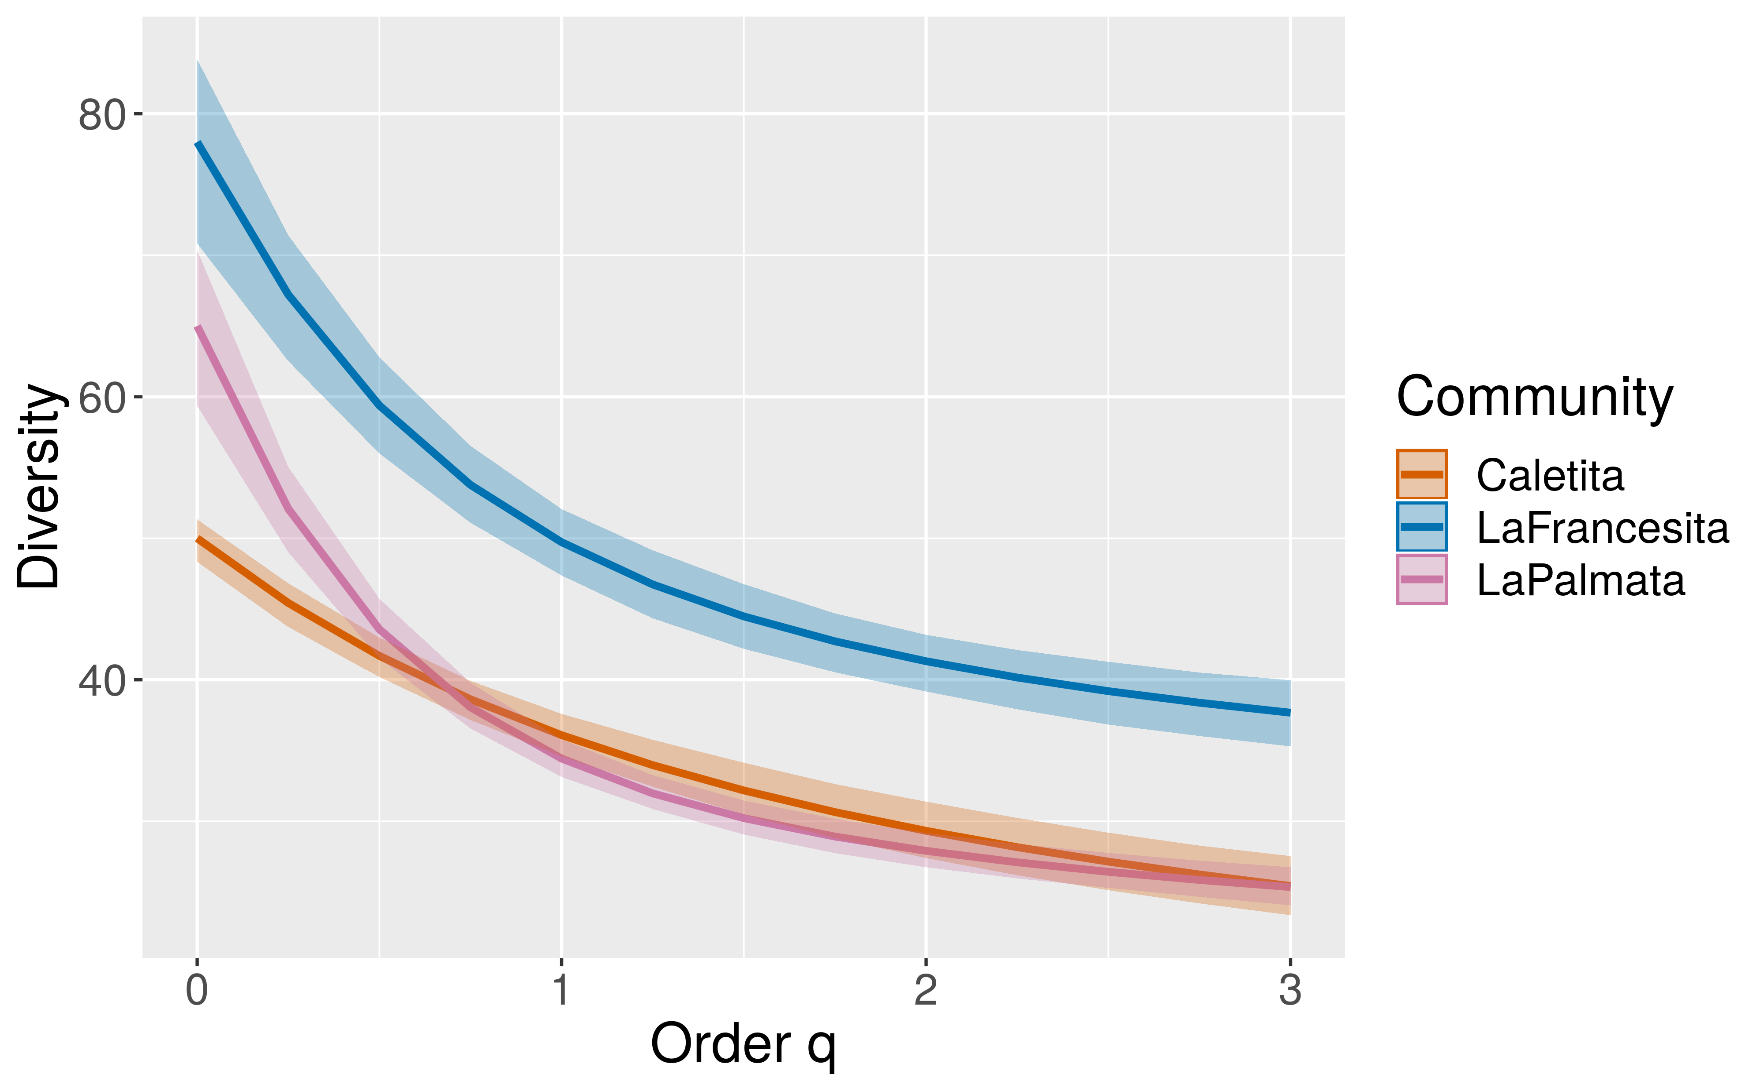 Diversity
80
60
40
0
1
2
3
Order q
Community
Caletita
LaFrancesita
LaPalmata